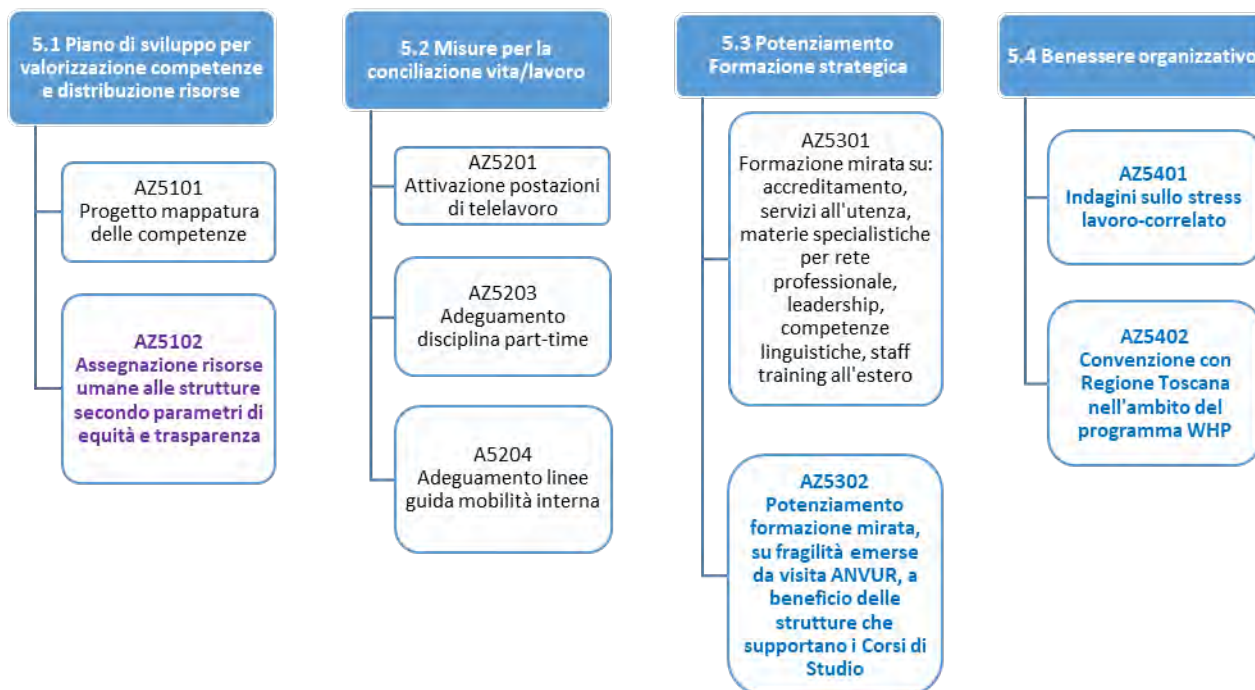 5.1 Piano di sviluppo per
valorizzazione competenze
e distribuzione risorse
AZ5101
Progetto mappatura
delle competenze
AZ5102
Assegnazione risorse
umane alle strutture
secondo parametri di
equità e trasparenza
5.2 Misure per la
conciliazione vita/lavoro
AZ5201
Attivazione postazioni
di telelavoro
AZ5203
Adeguamento
disciplina part-time
A5204
Adeguamento linee
guida mobilità interna
5.3 Potenziamento
Formazione strategica
AZ5301
Formazione mirata su:
accreditamento,
servizi all'utenza,
materie specialistiche
per rete
professionale,
leadership,
competenze
linguistiche, staff
training all'estero
AZ5302
Potenziamento
formazione mirata,
su fragilità emerse
da visita ANVUR, a
beneficio delle
strutture che
supportano i Corsi di
Studio
5.4 Benessere organizzativo
AZ5401
Indagini sullo stress
lavoro-correlato
AZ5402
Convenzione con
Regione Toscana
nell'ambito del
programma WHP